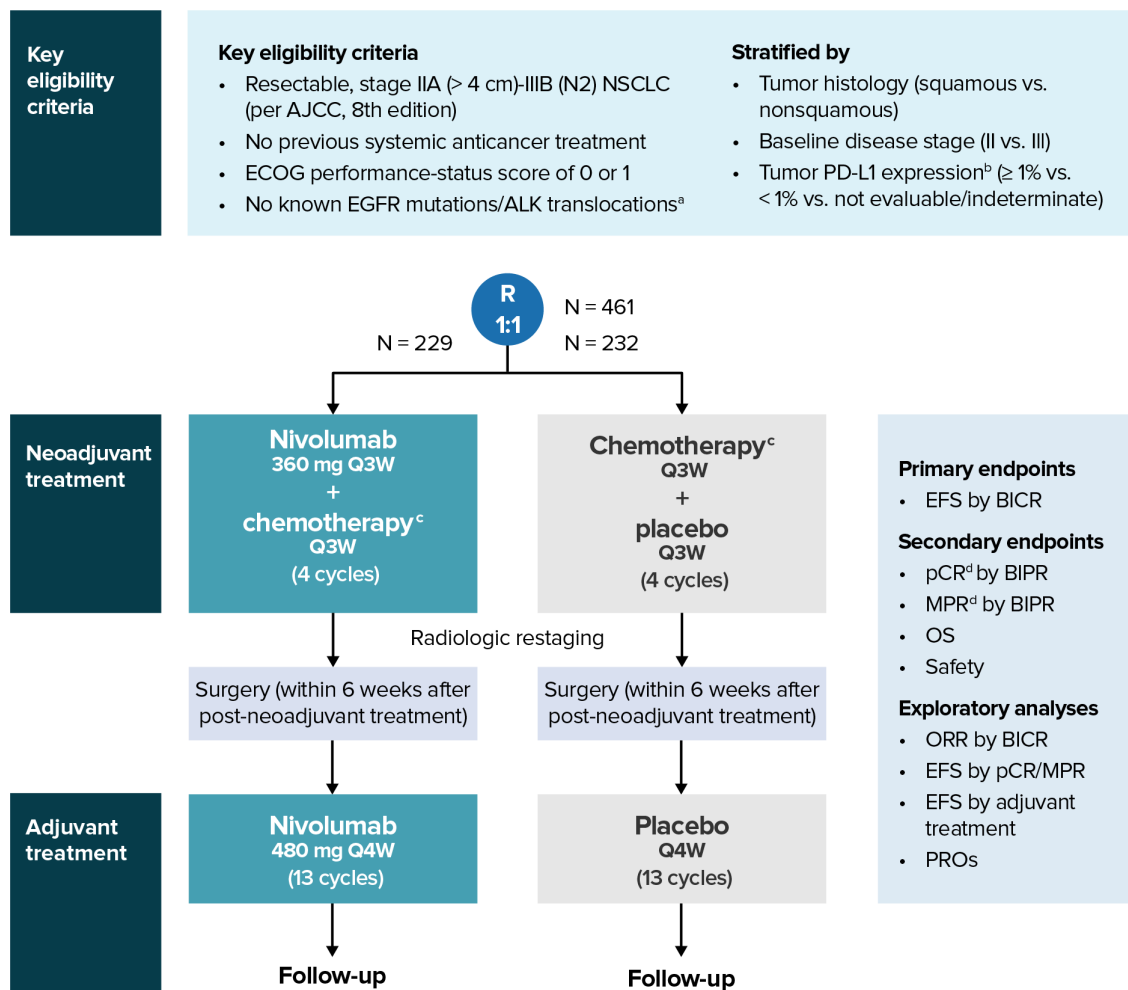 Key
eligibility
criteria
Key eligibility criteria
• Resectable, stage IIA (> 4 cm)-IIIB (N2) NSCLC
(per AJCC, 8th edition)
• No previous systemic anticancer treatment
• ECOG performance-status score of 0 or 1
• No known EGFR mutations/ALK translocationsᵃ
Stratified by
• Tumor histology (squamous vs.
nonsquamous)
• Baseline disease stage (II vs. III)
• Tumor PD-L1 expressionᵇ (≥ 1% vs.
< 1% vs. not evaluable/indeterminate)
R
1:1
N = 461
N = 229
N = 232
Neoadjuvant
treatment
Nivolumab
360 mg Q3W
+
chemotherapyᶜ
Q3W
(4 cycles)
Chemotherapyᶜ
Q3W
+
placebo
Q3W
(4 cycles)
Radiologic restaging
Surgery (within 6 weeks after
post-neoadjuvant treatment)
Surgery (within 6 weeks after
post-neoadjuvant treatment)
Adjuvant
treatment
Nivolumab
480 mg Q4W
(13 cycles)
Placebo
Q4W
(13 cycles)
Follow-up
Follow-up
Primary endpoints
• EFS by BICR
Secondary endpoints
• pCRᵈ by BIPR
• MPRᵈ by BIPR
• OS
• Safety
Exploratory analyses
• ORR by BICR
• EFS by pCR/MPR
• EFS by adjuvant
treatment
• PROs